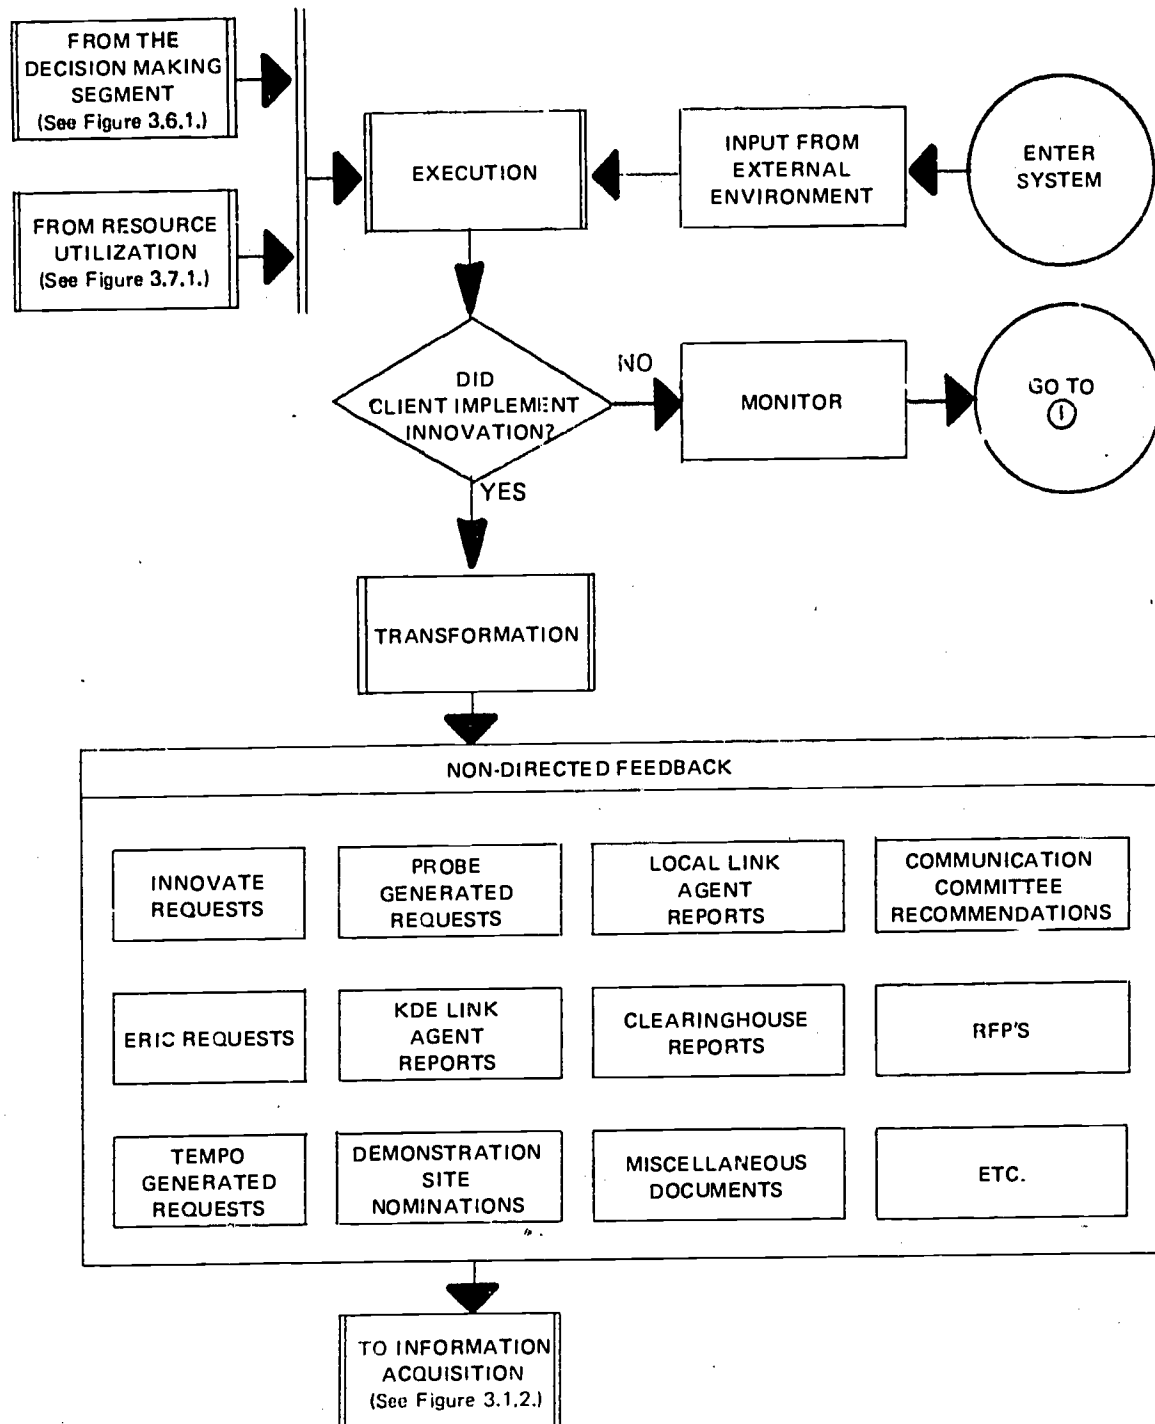 FROM THE
DECISION MAKING
SEGMENT
(See Figure 3.6.1.)
FROM RESOURCE
UTILIZATION
(See Figure 3.7.1.)
EXECUTION
INPUT FROM
EXTERNAL
ENVIRONMENT
ENTER
SYSTEM
DID
CLIENT IMPLEMENT
INNOVATION?
NO
MONITOR
GO TO
1
YES
TRANSFORMATION
NON-DIRECTED FEEDBACK
INNOVATE
REQUESTS
PROBE
GENERATED
REQUESTS
LOCAL LINK
AGENT
REPORTS
COMMUNICATION
COMMITTEE
RECOMMENDATIONS
ERIC REQUESTS
KDE LINK
AGENT
REPORTS
CLEARINGHOUSE
REPORTS
RFP'S
TEMPO
GENERATED
REQUESTS
DEMONSTRATION
SITE
NOMINATIONS
MISCELLANEOUS
DOCUMENTS
ETC.
TO INFORMATION
ACQUISITION
(See Figure 3.1.2.)